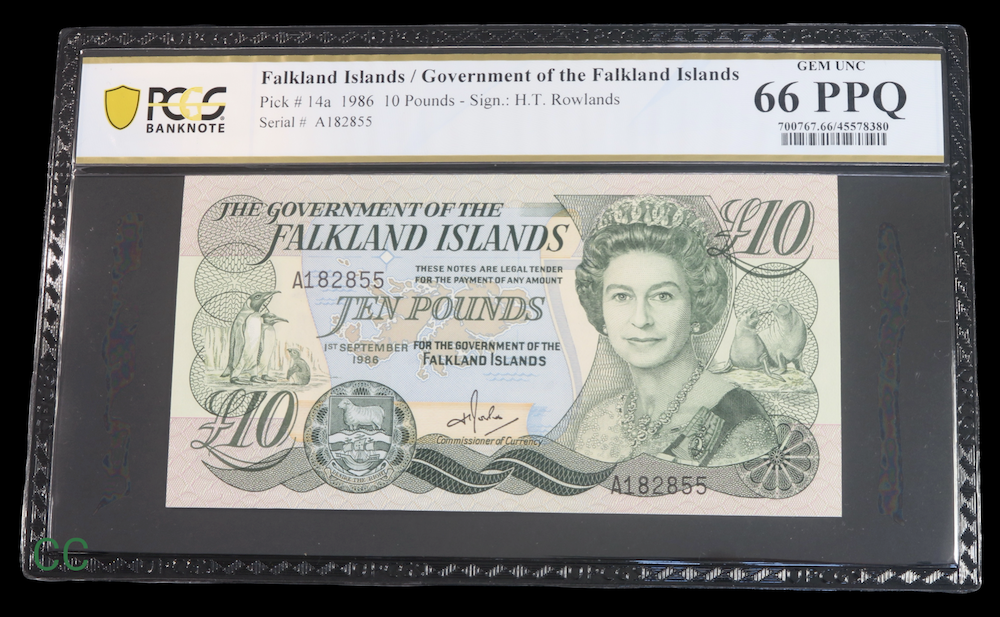 PCGS
BANKNOTE
Falkland Islands / Government of the Falkland Islands
Pick # 14a 1986 10 Pounds - Sign.: H.T. Rowlands
Serial # A182855
GEM UNC
66 PPQ
700767.66/45578380
THE GOVERNMENT OF THE
FALKLAND ISLANDS
£10
A182855
THESE NOTES ARE LEGAL TENDER
FOR THE PAYMENT OF ANY AMOUNT
TEN POUNDS
1ST SEPTEMBER
1986
FOR THE GOVERNMENT OF THE
FALKLAND ISLANDS
£10
Commissioner of Currency
A182855
CC